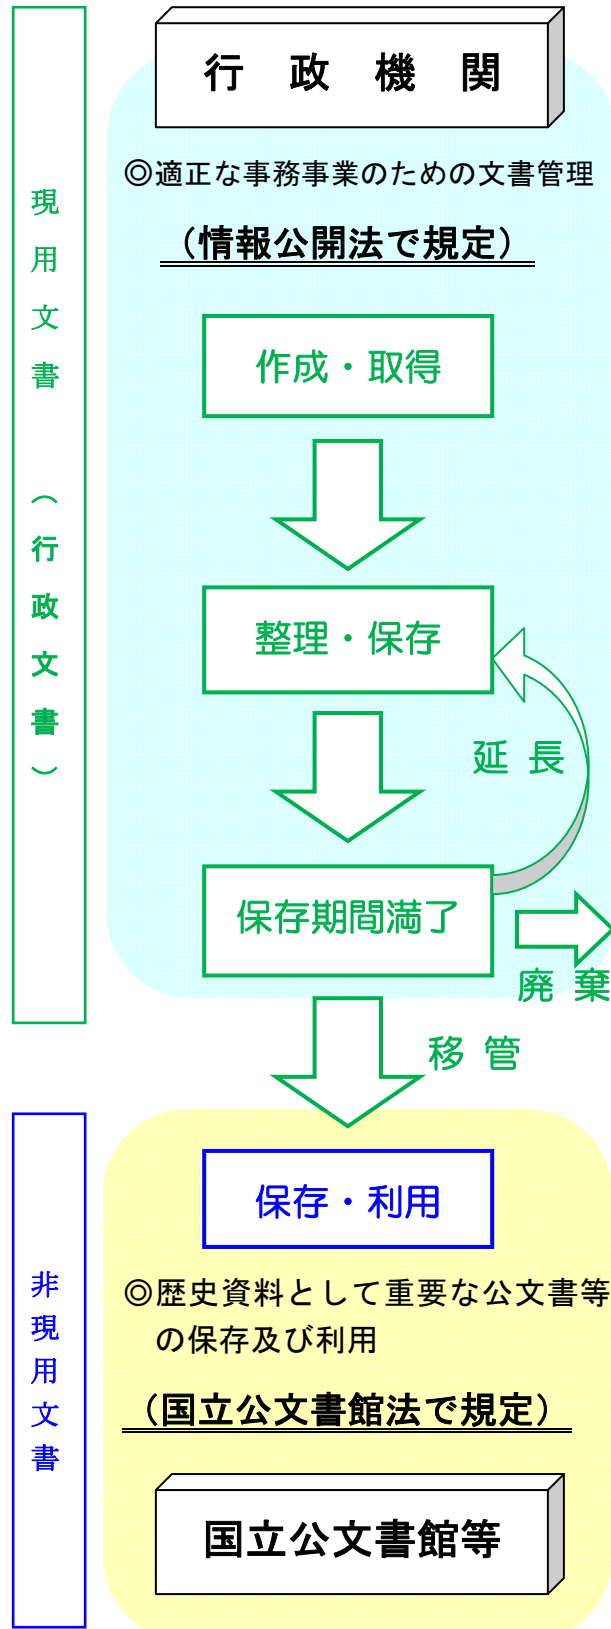 行 政 機 関
◎適正な事務事業のための文書管理
（情報公開法で規定）
現用文書（行政文書）
作成・取得
整理・保存
延 長
保存期間満了
廃 棄
移 管
非現用文書
保存・利用
◎歴史資料として重要な公文書等
の保存及び利用
（国立公文書館法で規定）
国立公文書館等